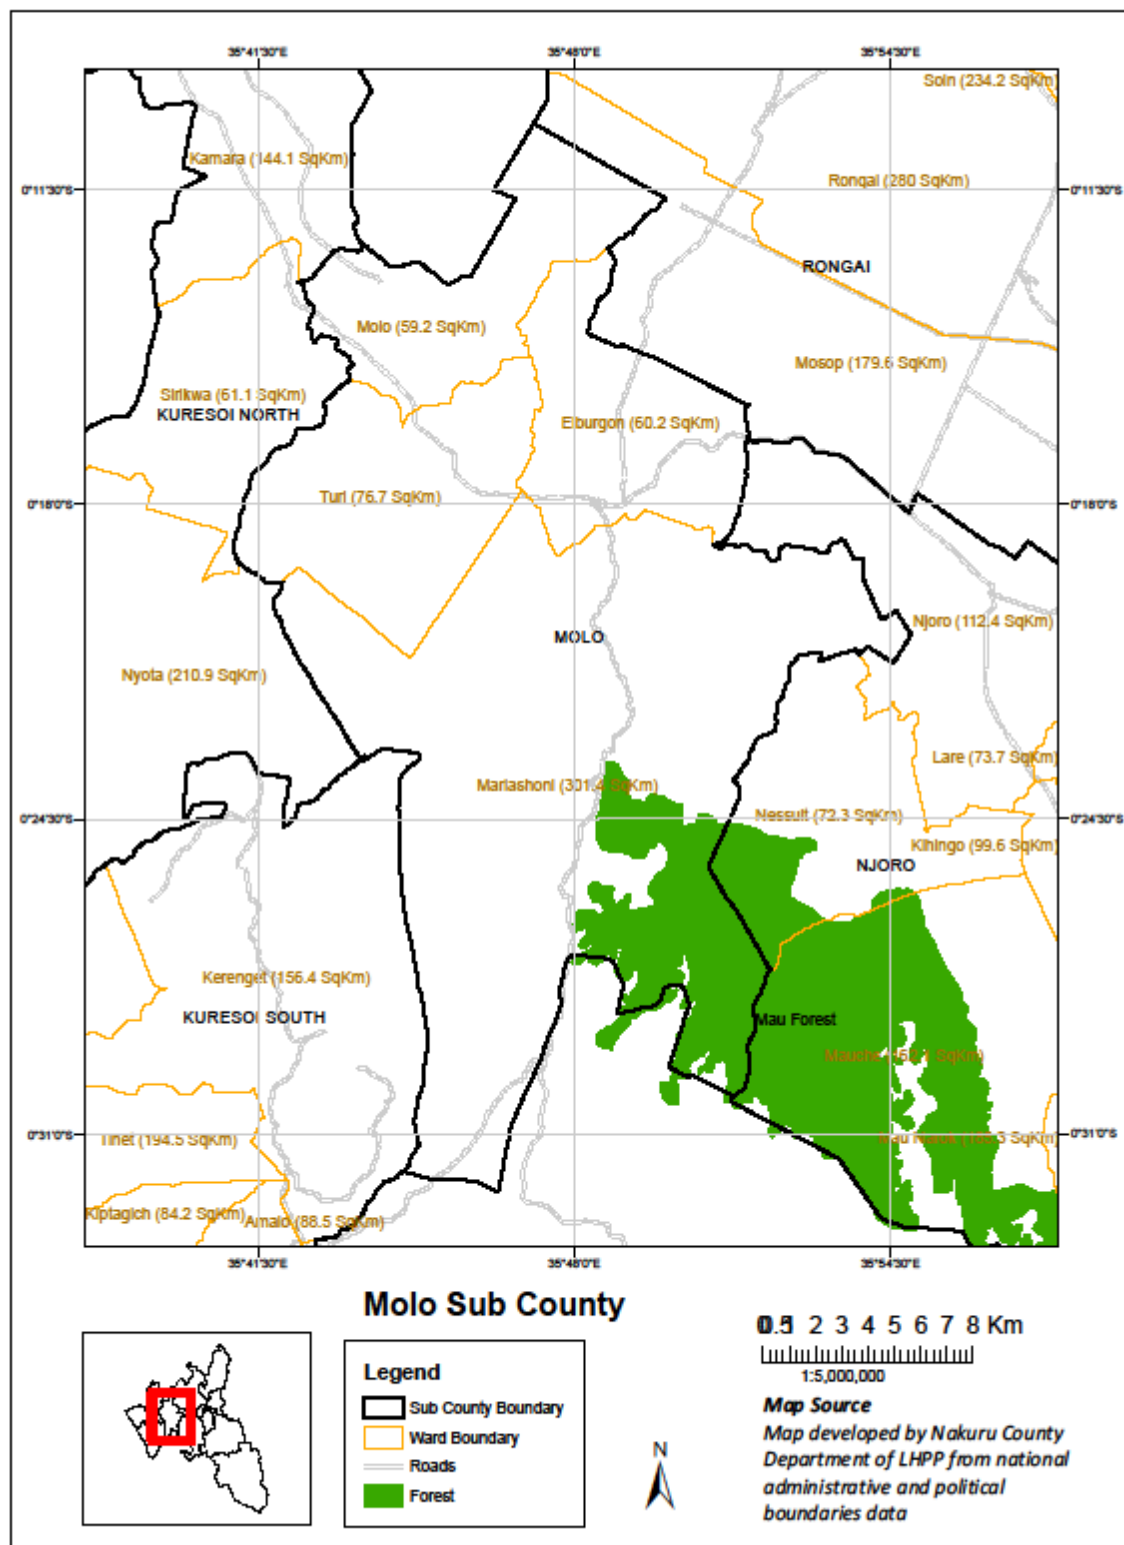 35°41'30"E 35°48'0"E 35°54'30"E
Soin (234.2 SqKm)
Kamara (144.1 SqKm)
0°11'30"S Rongai (280 SqKm) 0°11'30"S
RONGAI
Molo (59.2 SqKm)
Mosop (179.6 SqKm)
Sirikwa (61.1 SqKm)
KURESOI NORTH
Elburgon (60.2 SqKm)
Turi (76.7 SqKm)
0°18'0"S 0°18'0"S
Njoro (112.4 SqKm)
MOLO
Nyota (210.9 SqKm)
Lare (73.7 SqKm)
Mariashoni (301.4 SqKm)
Nessuit (72.3 SqKm)
0°24'30"S 0°24'30"S
Kihingo (99.6 SqKm)
NJORO
Kerenget (156.4 SqKm)
KURESOI SOUTH
Mau Forest
Mauche SqKm)
0°31'0"S Tinet (194.5 SqKm) Mau SqKm) 0°31'0"S
Kiptagich (84.2 SqKm)
Amalo (88.5 SqKm)
35°41'30"E 35°48'0"E 35°54'30"E
Molo Sub County
0.5 1 2 3 4 5 6 7 8 Km
1:5,000,000
Legend
Sub County Boundary
Ward Boundary
Roads
Forest
N
Map Source
Map developed by Nakuru County
Department of LHPP from national
administrative and political
boundaries data